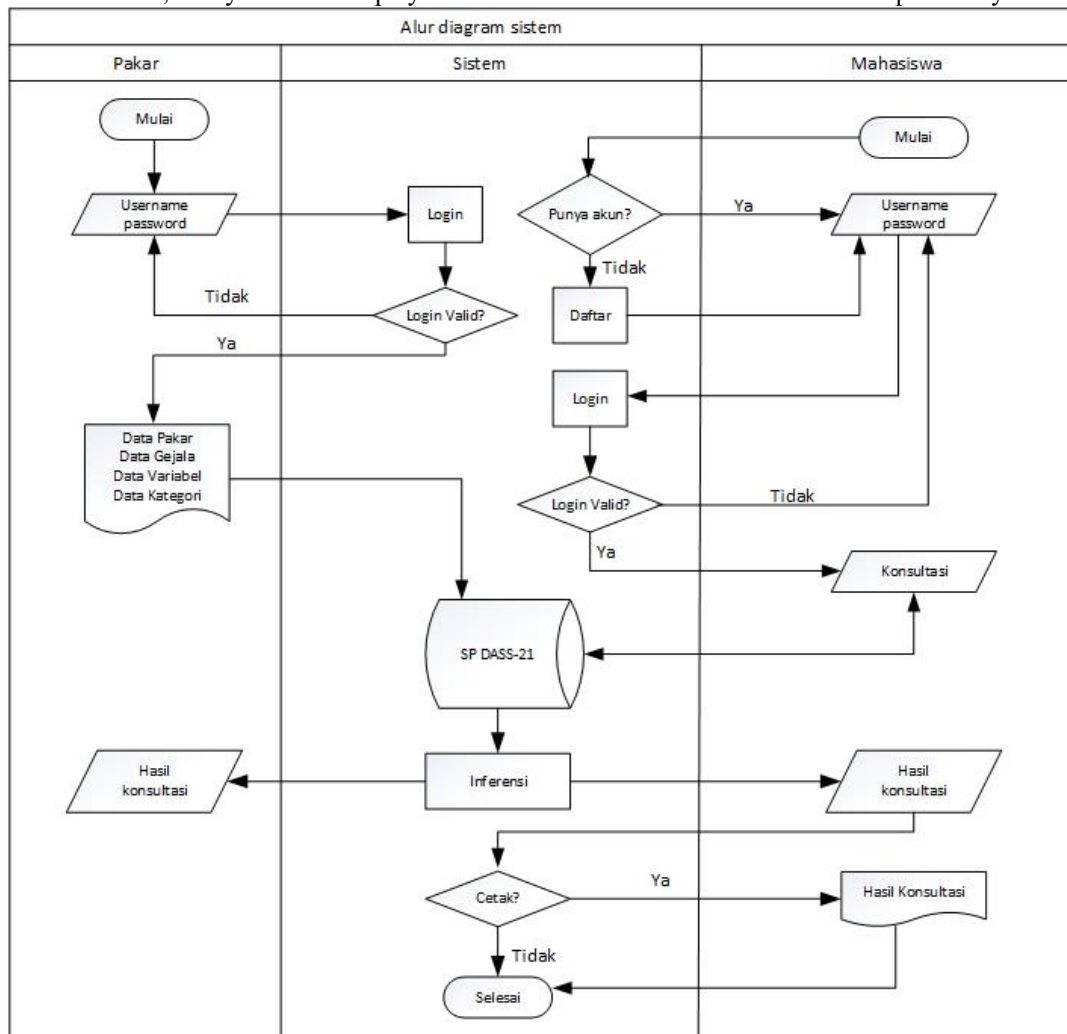 Alur diagram sistem
Pakar
Sistem
Mahasiswa
Mulai
Mulai
Username
password
Login
Punya akun?
Ya
Username
password
Tidak
Tidak
Login Valid?
Daftar
Ya
Login
Data Pakar
Data Gejala
Data Variabel
Data Kategori
Login Valid?
Tidak
Ya
Konsultasi
SP DASS-21
Hasil
konsultasi
Inferensi
Hasil
konsultasi
Cetak?
Ya
Hasil Konsultasi
Tidak
Selesai